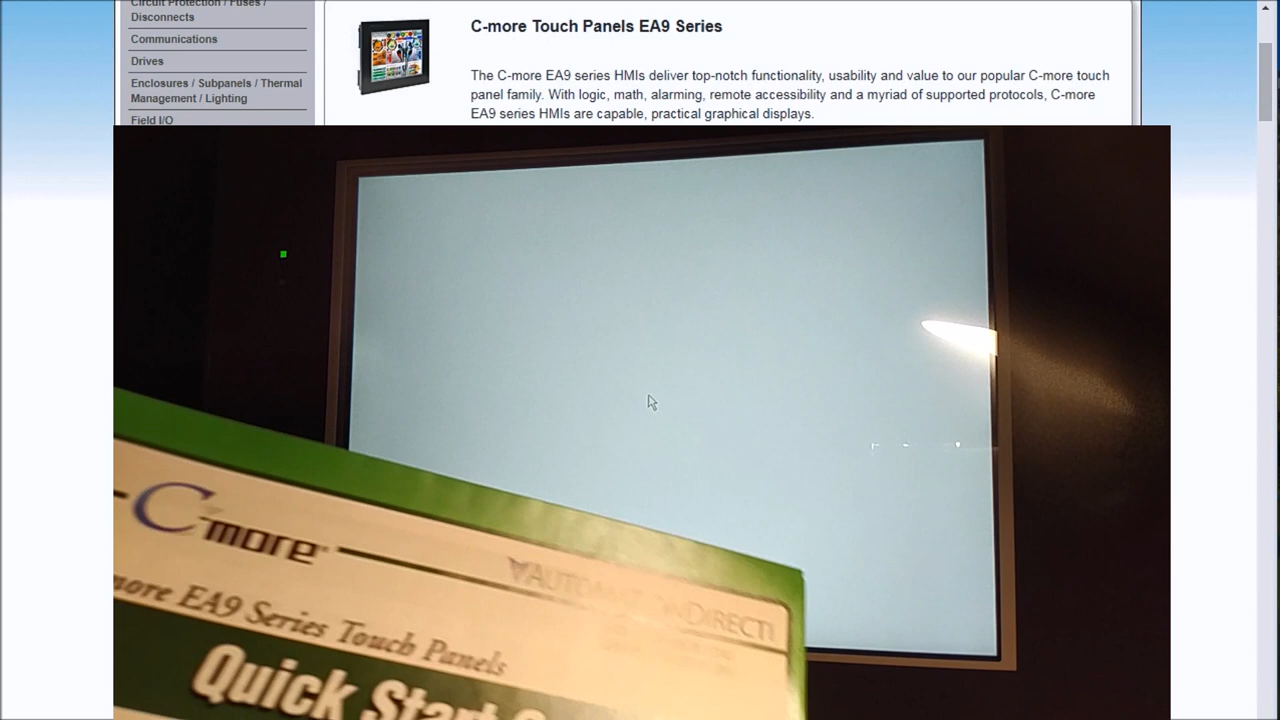 Circuit Protection / Fuses /
Disconnects
Communications
Drives
Enclosures / Subpanels / Thermal
Management / Lighting
Field I/O
C-more Touch Panels EA9 Series
The C-more EA9 series HMIs deliver top-notch functionality, usability and value to our popular C-more touch
panel family. With logic, math, alarming, remote accessibility and a myriad of supported protocols, C-more
EA9 series HMIs are capable, practical graphical displays.
C-more
AUTOMATIONDIRECT
more EA9 Series Touch Panels
Quick Start